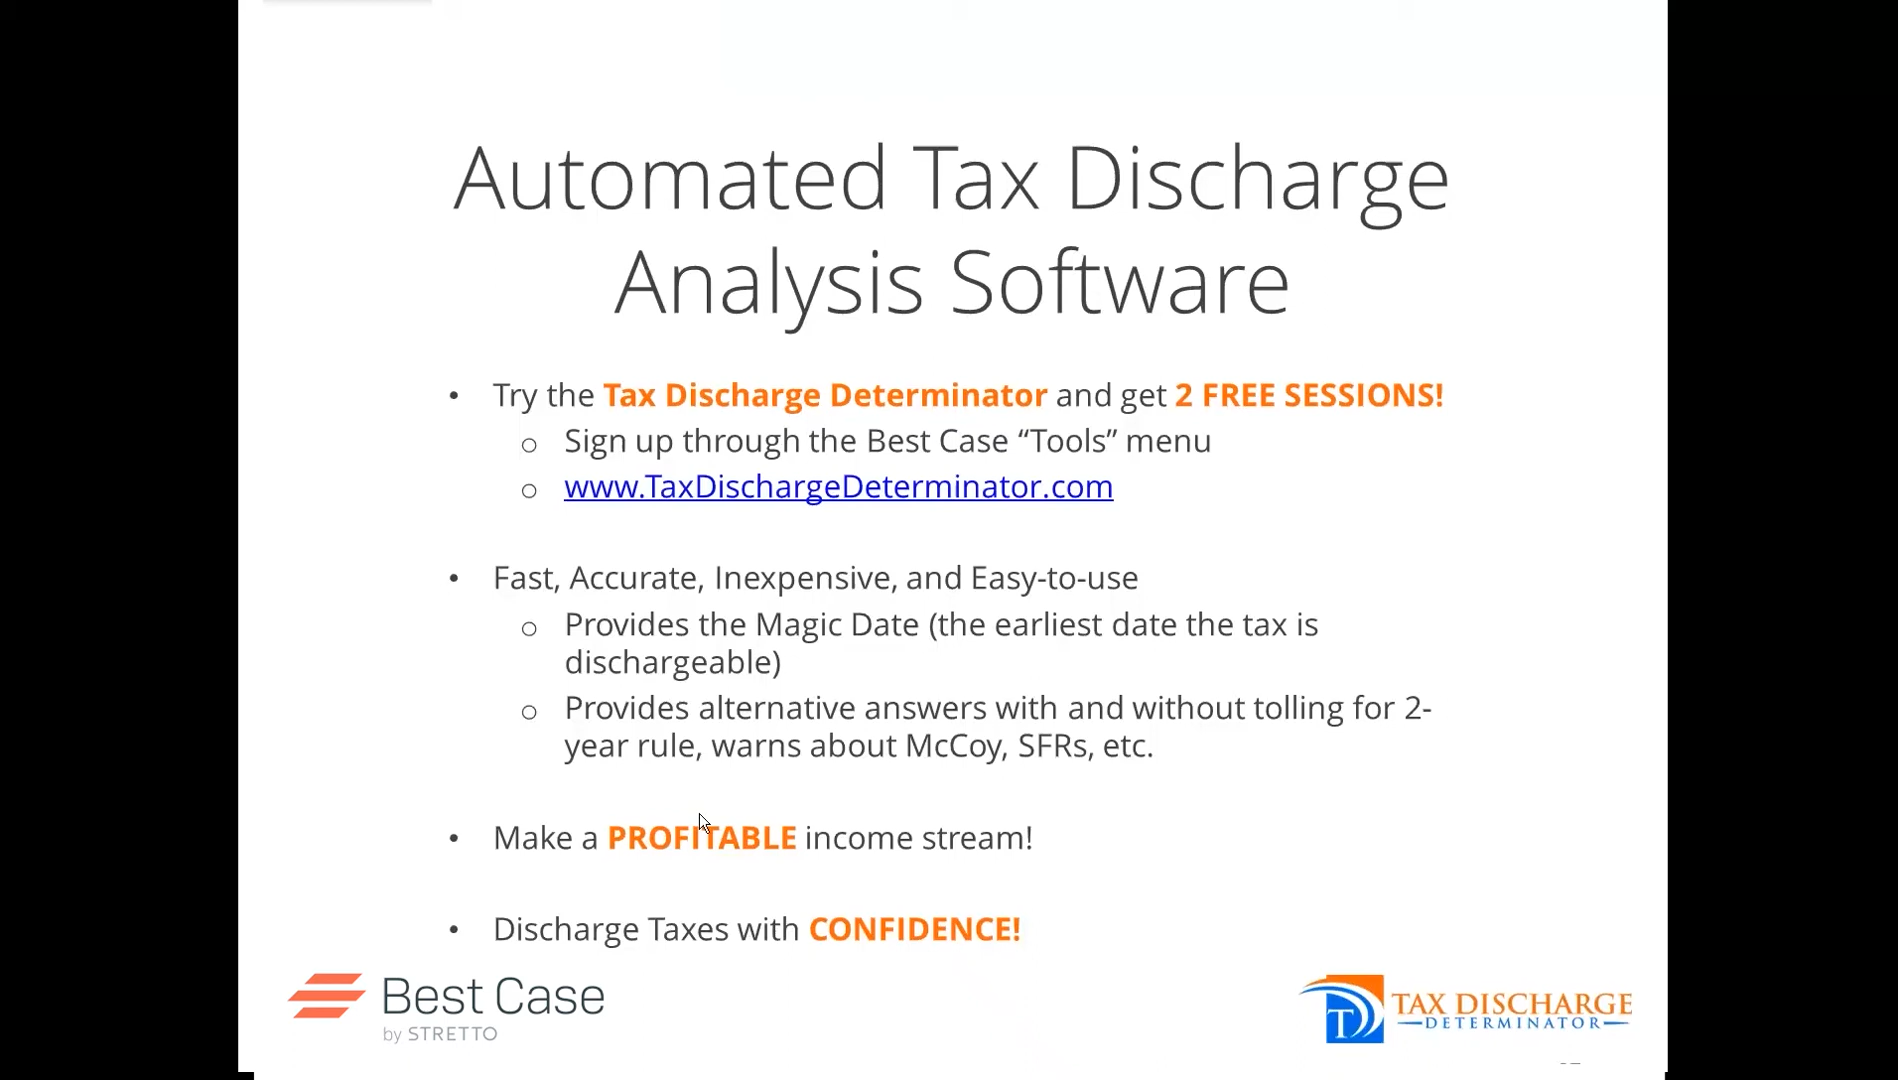 Automated Tax Discharge
Analysis Software
• Try the Tax Discharge Determinator and get 2 FREE SESSIONS!
o Sign up through the Best Case “Tools” menu
o www.TaxDischargeDeterminator.com
• Fast, Accurate, Inexpensive, and Easy-to-use
o Provides the Magic Date (the earliest date the tax is
dischargeable)
o Provides alternative answers with and without tolling for 2-
year rule, warns about McCoy, SFRs, etc.
• Make a PROFITABLE income stream!
• Discharge Taxes with CONFIDENCE!
Best Case
by STRETTO
TAX DISCHARGE
DETERMINATOR